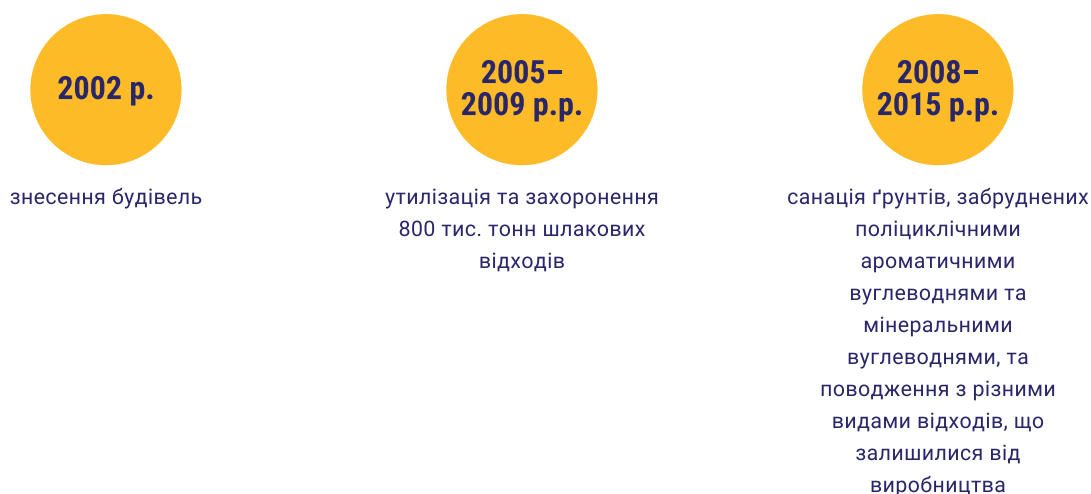 2002 р.
знесення будівель
2005–
2009 р.р.
утилізація та захоронення
800 тис. тонн шлакових
відходів
2008–
2015 р.р.
санація ґрунтів, забруднених
поліциклічними
ароматичними
вуглеводнями та
мінеральними
вуглеводнями, та
поводження з різними
видами відходів, що
залишилися від
виробництва